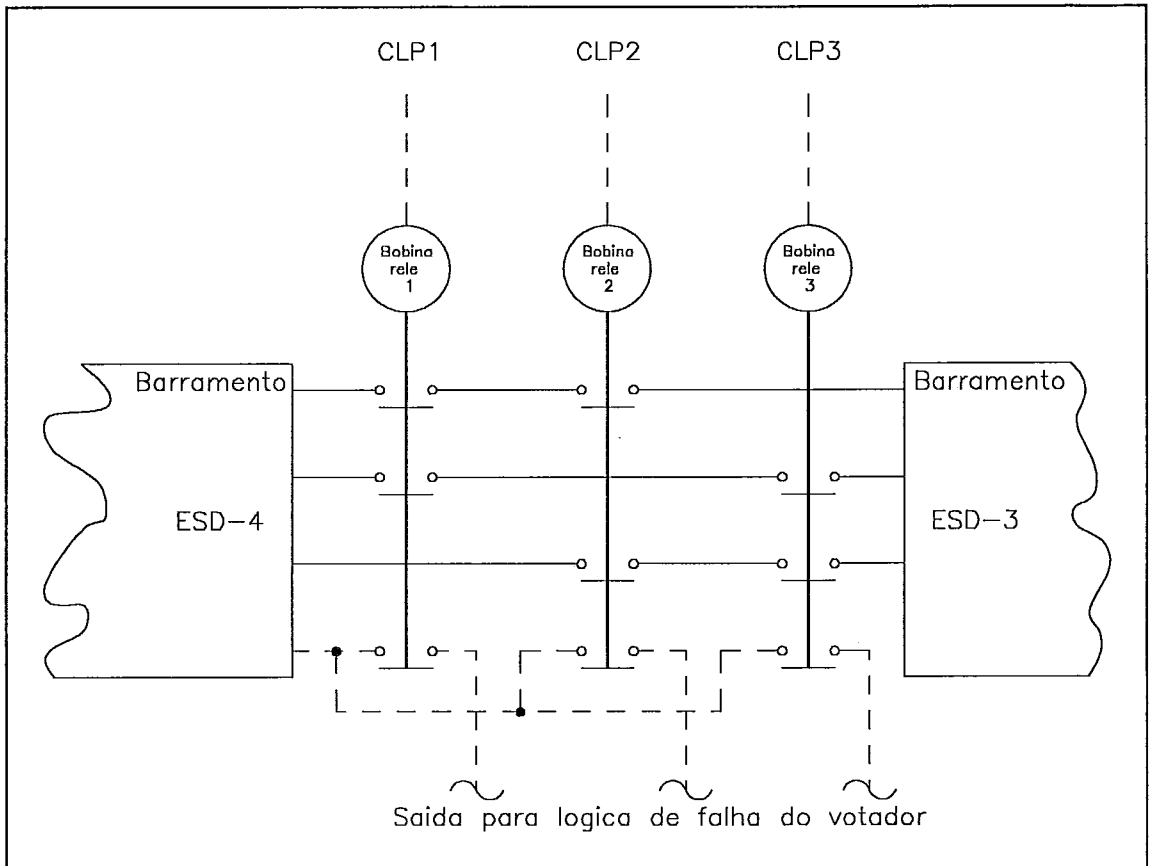 CLP1
CLP2
CLP3
Bobina
rele
1
Bobina
rele
2
Bobina
rele
3
Barramento
ESD-4
Barramento
ESD-3
Saida para logica de falha do votador